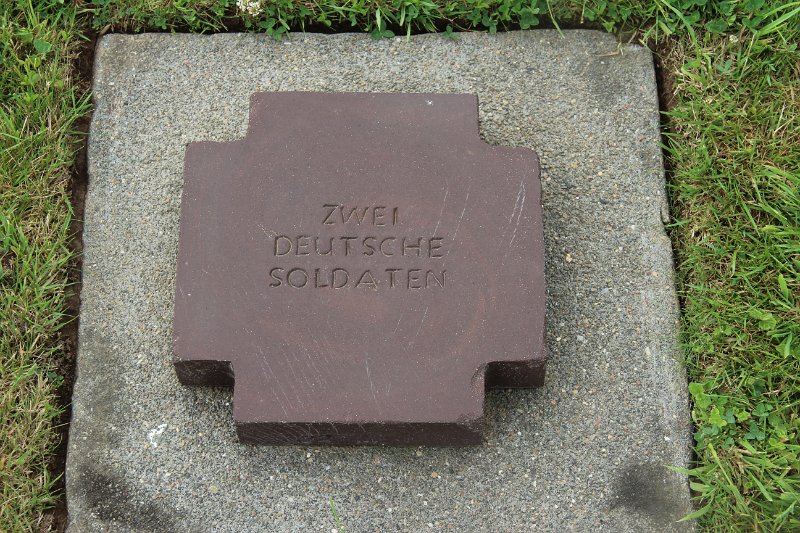 ZWEI
DEUTSCHE
SOLDATEN